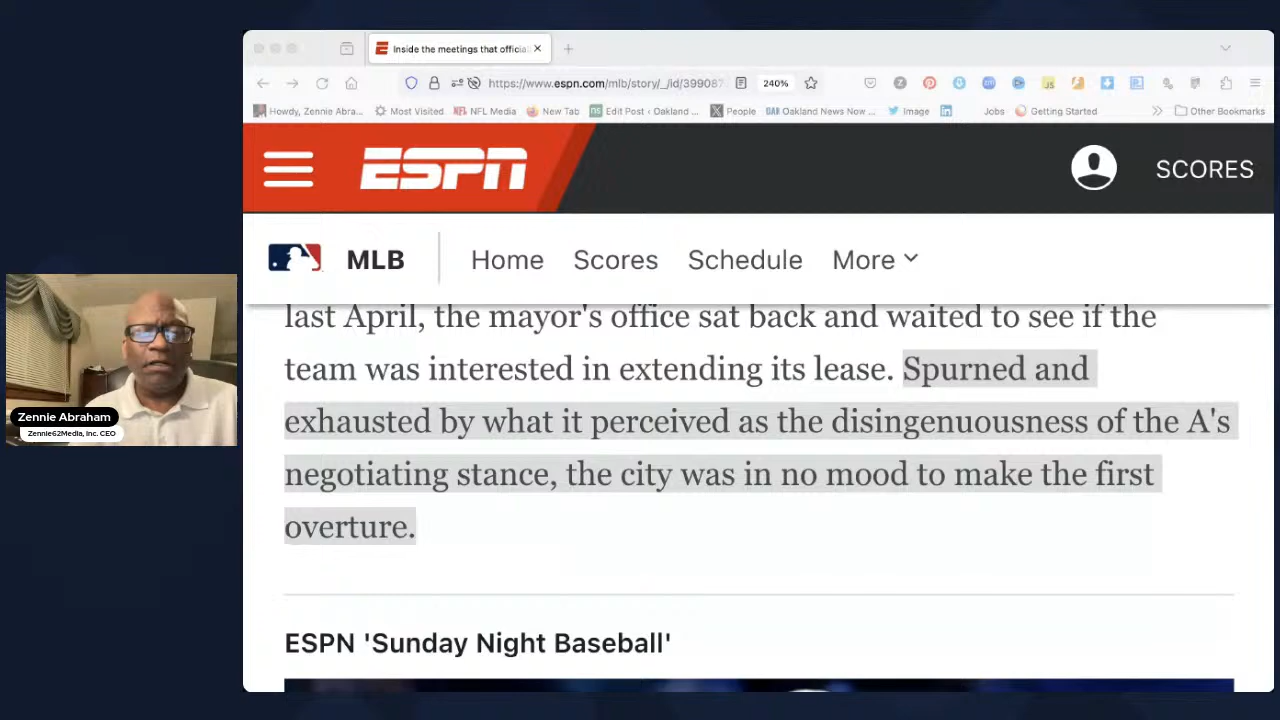 Inside the meetings that officia
https://www.espn.com/mlb/story/_/id/399087
240%
Howdy, Zennie Abra...
Most Visited
NFL Media
New Tab
Edit Post ‹ Oakland ...
People
Oakland News Now ...
Image
Jobs
Getting Started
Other Bookmarks
ESPN
SCORES
MLB
Home
Scores
Schedule
More
last April, the mayor's office sat back and waited to see if the
team was interested in extending its lease. Spurned and
exhausted by what it perceived as the disingenuousness of the A's
negotiating stance, the city was in no mood to make the first
overture.
ESPN 'Sunday Night Baseball'
Zennie Abraham
Zennie62Media, Inc. CEO